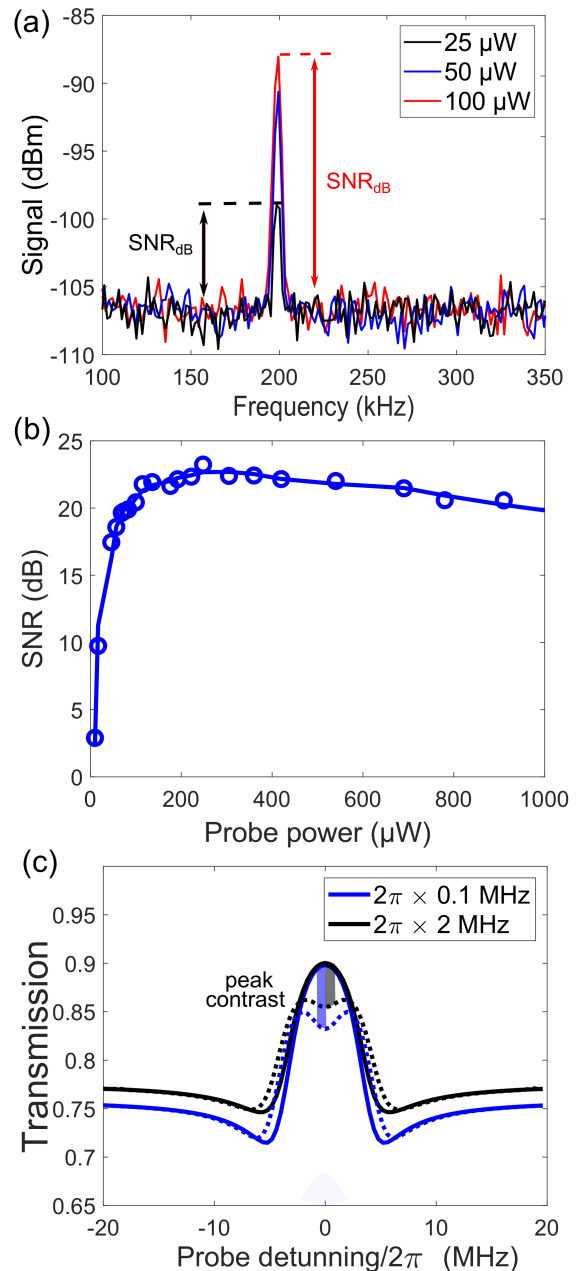 (a)
-85
-90
-95
-100
-105
-110
Signal (dBm)
25 μW
50 μW
100 μW
SNRdB
SNRdB
100 150 200 250 300 350
Frequency (kHz)
(b)
25
20
15
10
5
0
SNR (dB)
0 200 400 600 800 1000
Probe power (μW)
(c)
0.95
0.9
0.85
0.8
0.75
0.7
0.65
Transmission
2π × 0.1 MHz
2π × 2 MHz
peak
contrast
-20 -10 0 10 20
Probe detunning/2π (MHz)